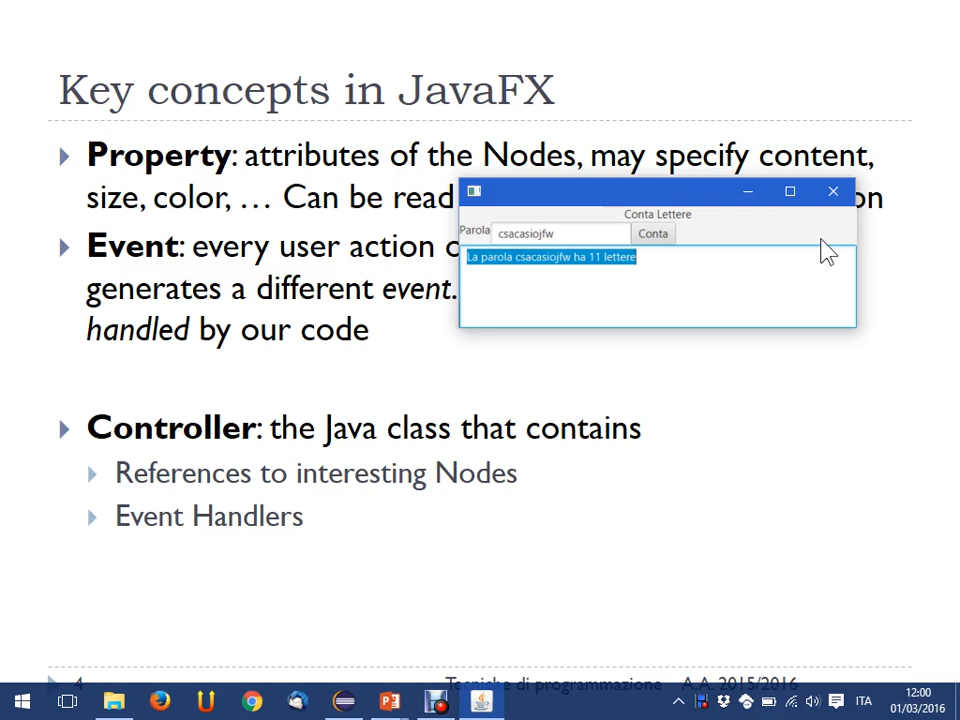 Key concepts in JavaFX
Property: attributes of the Nodes, may specify content,
size, color, … Can be read
on
Event: every user action
generates a different event.
handled by our code
Conta Lettere
Parola csacasiojfw Conta
La parola csacasiojfw ha 11 lettere
Controller: the Java class that contains
References to interesting Nodes
Event Handlers
4 Tecniche di programmazione A.A. 2015/2016
ITA
12:00
01/03/2016